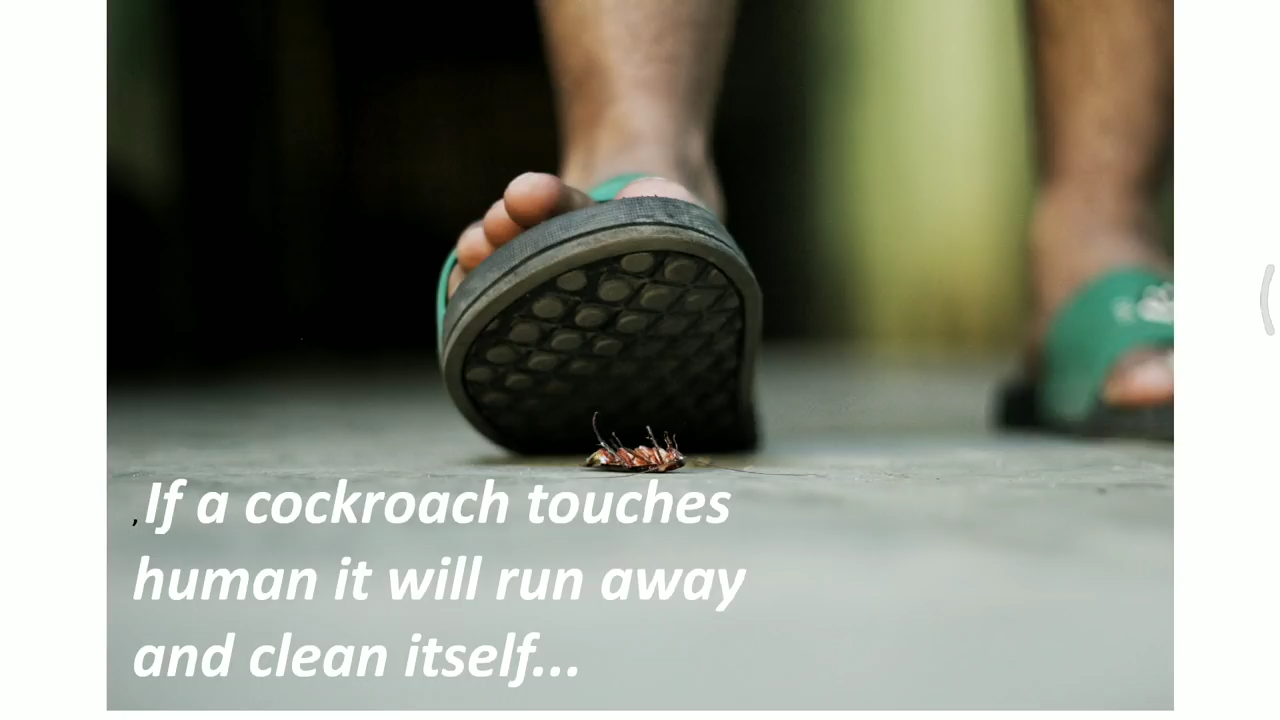 ,If a cockroach touches
human it will run away
and clean itself...